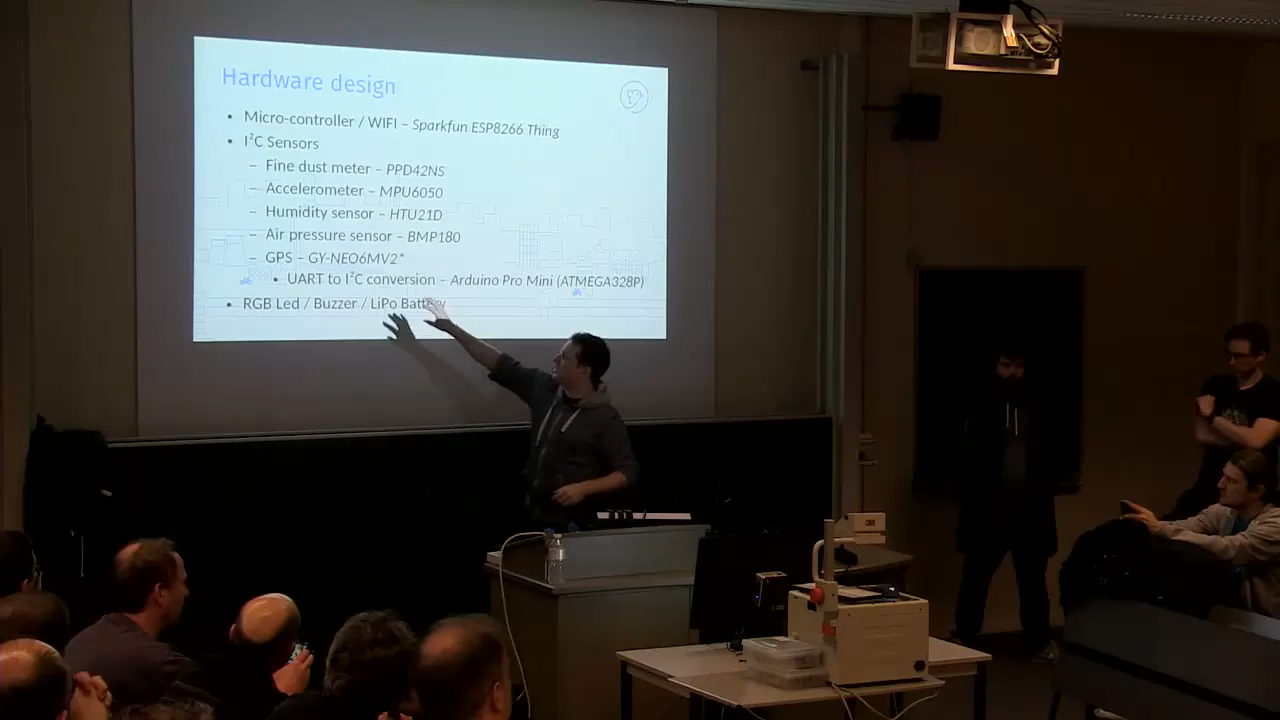 Hardware design
• Micro-controller / WIFI – Sparkfun ESP8266 Thing
• I²C Sensors
– Fine dust meter – PPD42NS
– Accelerometer – MPU6050
– Humidity sensor – HTU21D
– Air pressure sensor – BMP180
– GPS – GY-NEO6MV2*
• UART to I²C conversion – Arduino Pro Mini (ATMEGA328P)
• RGB Led / Buzzer / LiPo Battery
3M